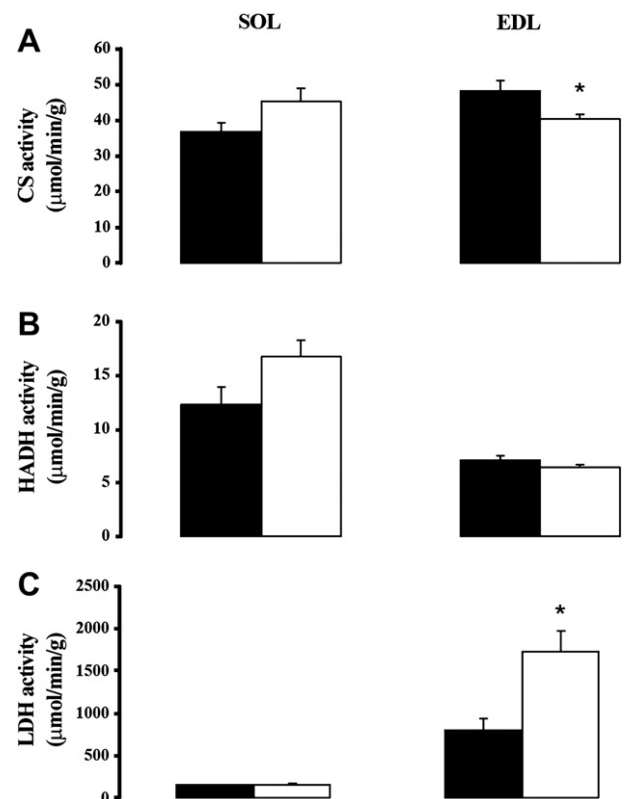 SOL EDL
A
CS activity
(µmol/min/g)
60
50
40
30
20
10
0
*
B
HADH activity
(µmol/min/g)
20
15
10
5
0
C
LDH activity
(µmol/min/g)
2500
2000
1500
1000
500
0
*